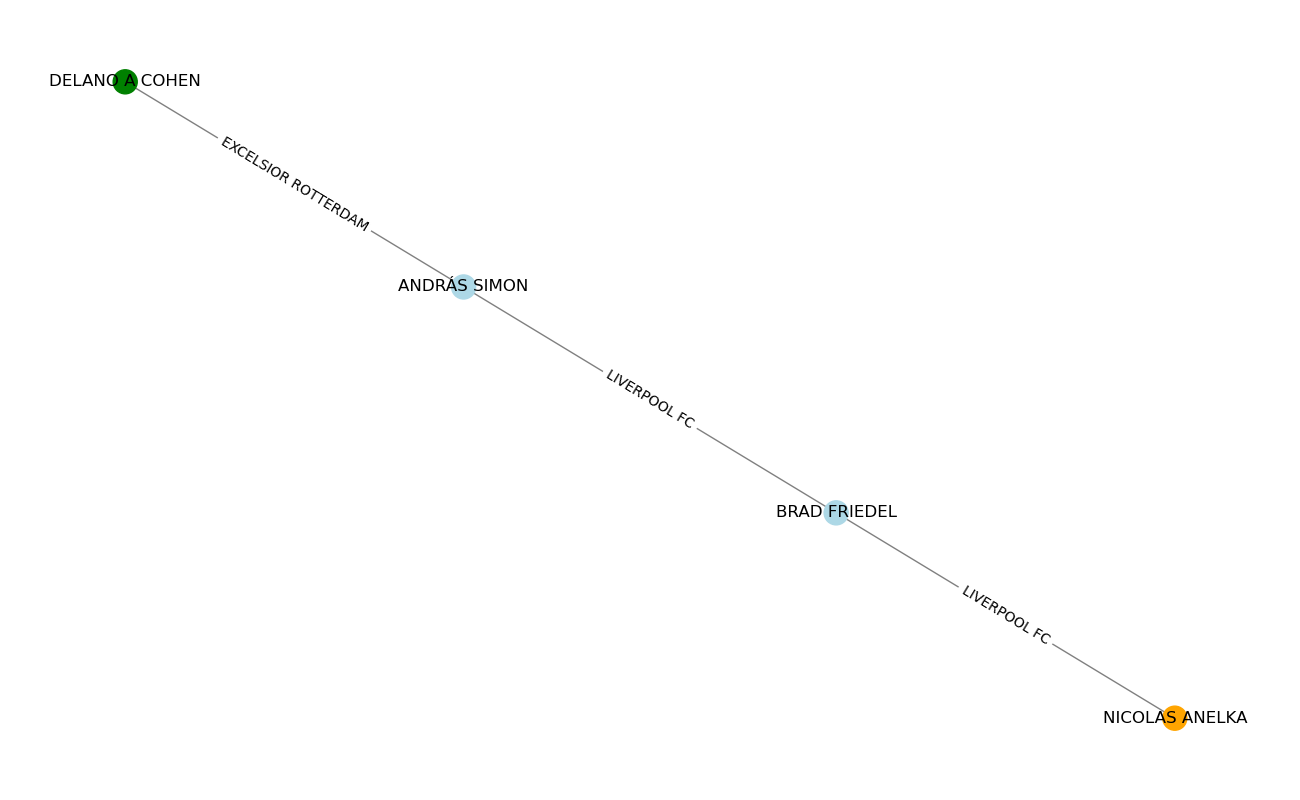 DELANO A COHEN
EXCELSIOR ROTTERDAM
ANDRÁS SIMON
LIVERPOOL FC
BRAD FRIEDEL
LIVERPOOL FC
NICOLAS ANELKA